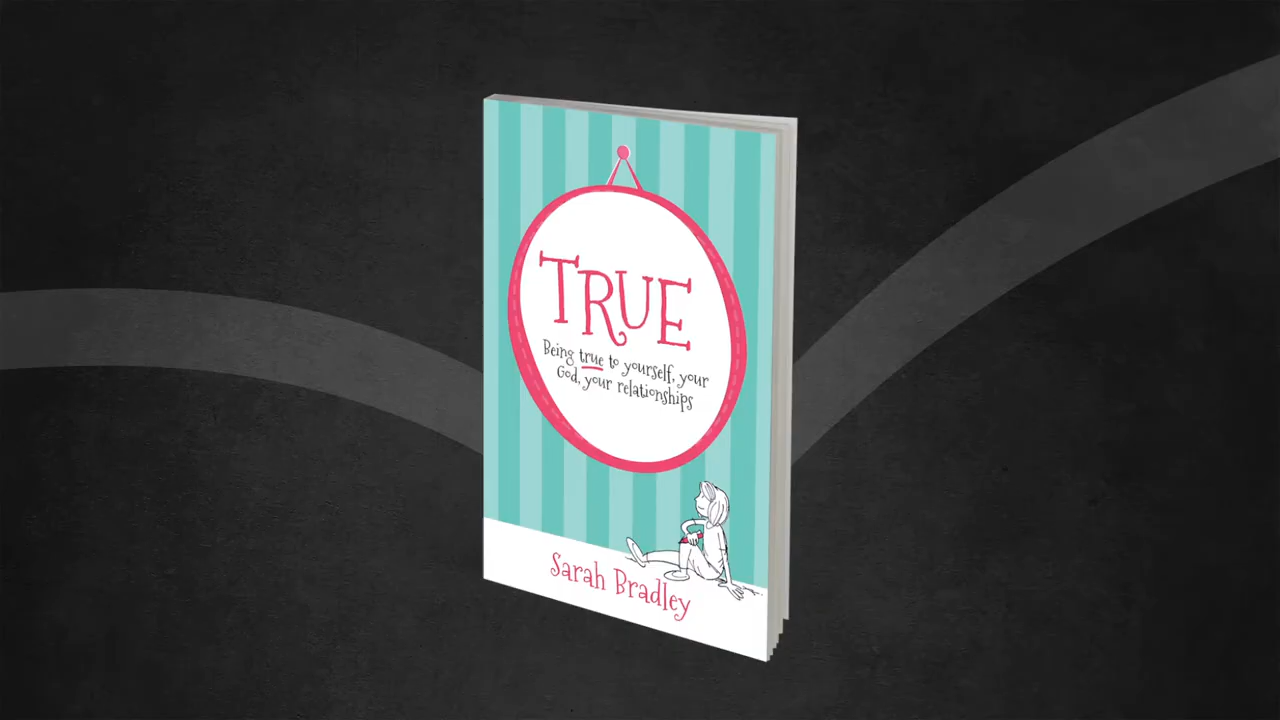 TRUE
Being true to yourself, your
God, your relationships
Sarah Bradley